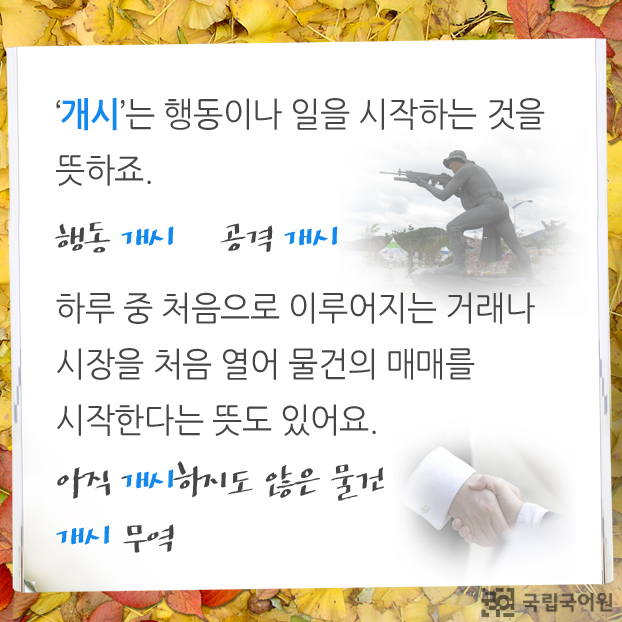 ‘개시’는 행동이나 일을 시작하는 것을
뜻하죠.
행동 개시 공격 개시
하루 중 처음으로 이루어지는 거래나
시장을 처음 열어 물건의 매매를
시작한다는 뜻도 있어요.
아직 개시하지도 않은 물건
개시 무역
국립국어원